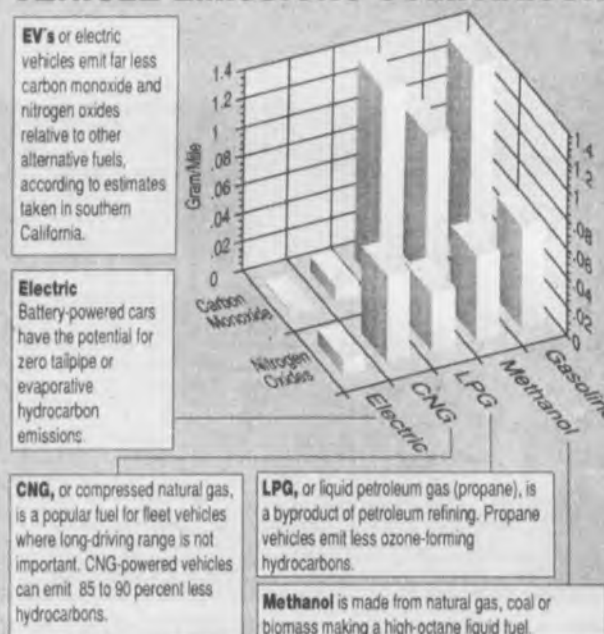 EV's or electric
vehicles emit far less
carbon monoxide and
nitrogen oxides
relative to other
alternative fuels,
according to estimates
taken in southern
California.
Gram/Mile
1.4
1.2
1
.08
.06
.04
.02
0
1.4
1.2
1
.08
.06
.04
.02
0
Carbon
Monoxide
Nitrogen
Oxides
Electric
CNG
LPG
Methanol
Gasoline
Electric
Battery-powered cars
have the potential for
zero tailpipe or
evaporative
hydrocarbon
emissions.
CNG, or compressed natural gas,
is a popular fuel for fleet vehicles
where long-driving range is not
important. CNG-powered vehicles
can emit 85 to 90 percent less
hydrocarbons.
LPG, or liquid petroleum gas (propane), is
a byproduct of petroleum refining. Propane
vehicles emit less ozone-forming
hydrocarbons.
Methanol is made from natural gas, coal or
biomass making a high-octane liquid fuel.